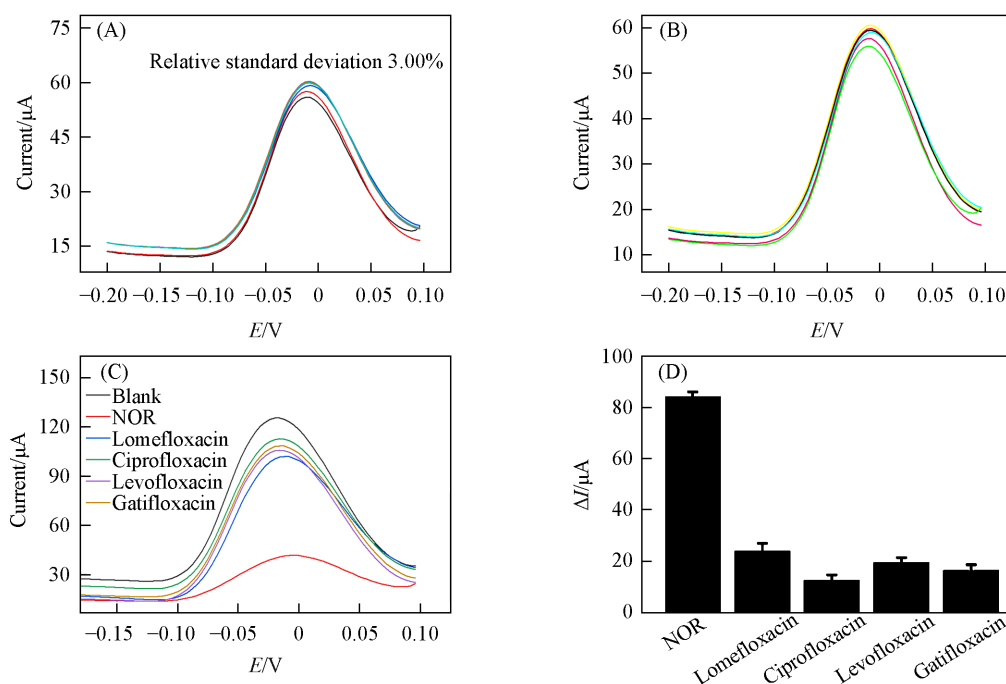 (A)
Relative standard deviation 3.00%
75
60
45
30
15
Current/μA
−0.20 −0.15 −0.10 −0.05 0 0.05 0.10
E/V
(B)
60
50
40
30
20
10
Current/μA
−0.20 −0.15 −0.10 −0.05 0 0.05 0.10
E/V
(C)
Blank
NOR
Lomefloxacin
Ciprofloxacin
Levofloxacin
Gatifloxacin
150
120
90
60
30
Current/μA
−0.15 −0.10 −0.05 0 0.05 0.10
E/V
(D)
100
80
60
40
20
0
ΔI/μA
NOR
Lomefloxacin
Ciprofloxacin
Levofloxacin
Gatifloxacin